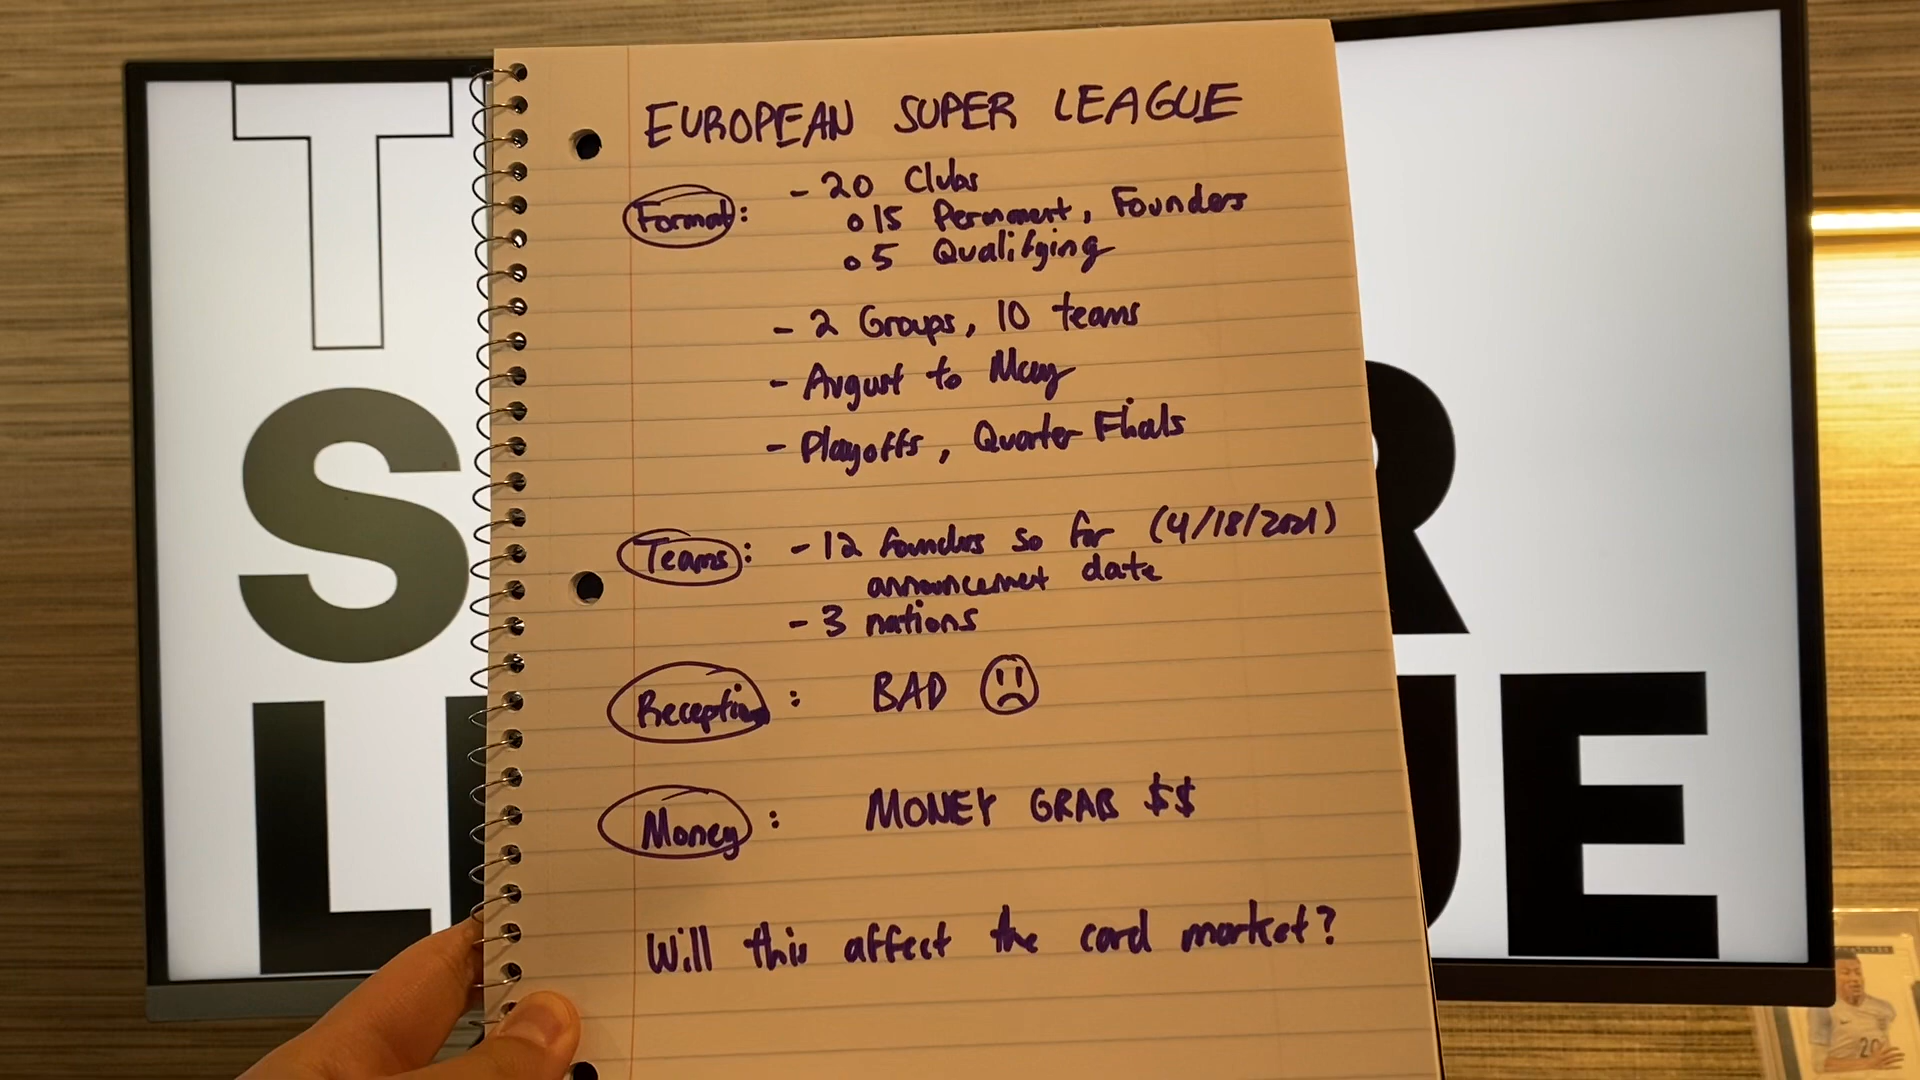 EUROPEAN SUPER LEAGUE
Format: - 20 Clubs
o 15 Permanent, Founders
o 5 Qualifying
- 2 Groups, 10 teams
- August to May
- Playoffs, Quarter Finals
Teams: - 12 founders so far (4/18/2021)
announcement date
- 3 nations
Reception: BAD
Money: MONEY GRAB $$
Will this affect the card market?
T
S R
L UE
20